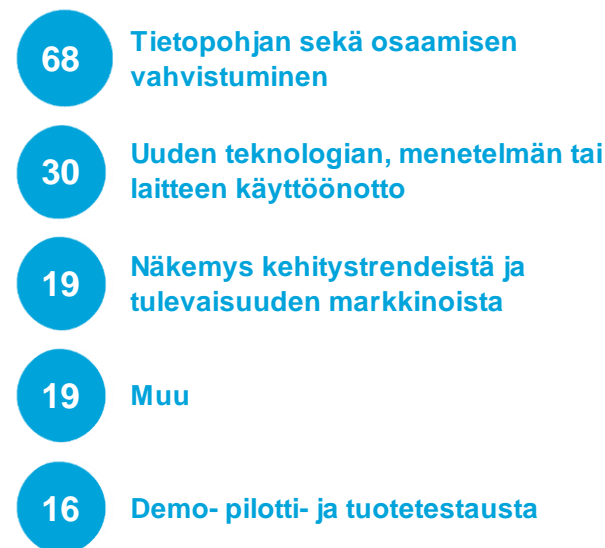 68
Tietopohjan sekä osaamisen
vahvistuminen
30
Uuden teknologian, menetelmän tai
laitteen käyttöönotto
19
Näkemys kehitystrendeistä ja
tulevaisuuden markkinoista
19
Muu
16
Demo- pilotti- ja tuotetestausta